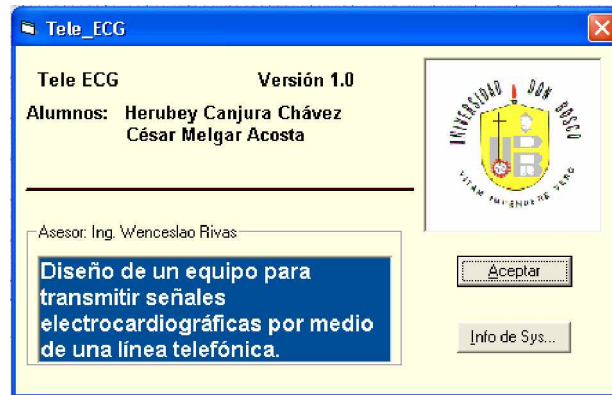 Tele_ECG
Tele ECG Versión 1.0
Alumnos: Herubey Canjura Chávez
César Melgar Acosta
UNIVERSIDAD DON BOSCO
UDB
VITAM IMPENDERE VERO
Asesor: Ing. Wenceslao Rivas
Diseño de un equipo para
transmitir señales
electrocardiográficas por medio
de una línea telefónica.
Aceptar
Info de Sys...